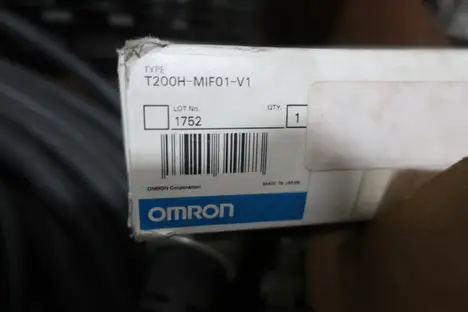 TYPE
T200H-MIF01-V1
LOT No. QTY.
1752 1
OMRON Corporation MADE IN JAPAN
OMRON